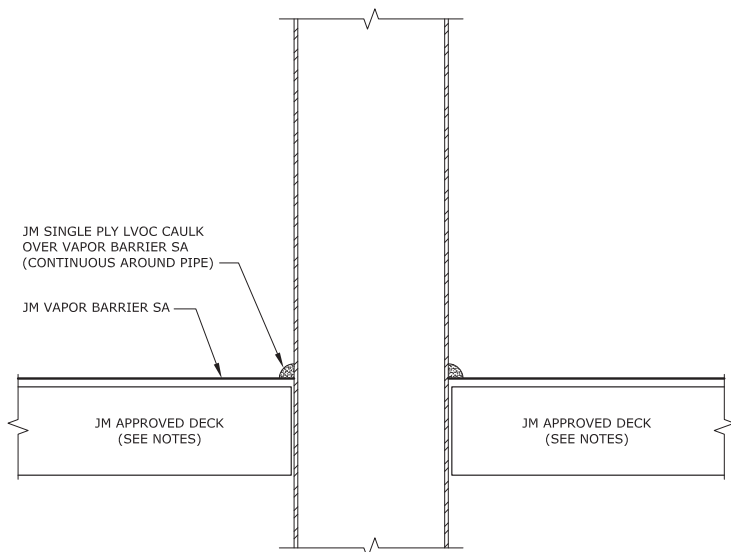 JM SINGLE PLY LVOC CAULK
OVER VAPOR BARRIER SA
(CONTINUOUS AROUND PIPE)
JM VAPOR BARRIER SA
JM APPROVED DECK
(SEE NOTES)
JM APPROVED DECK
(SEE NOTES)